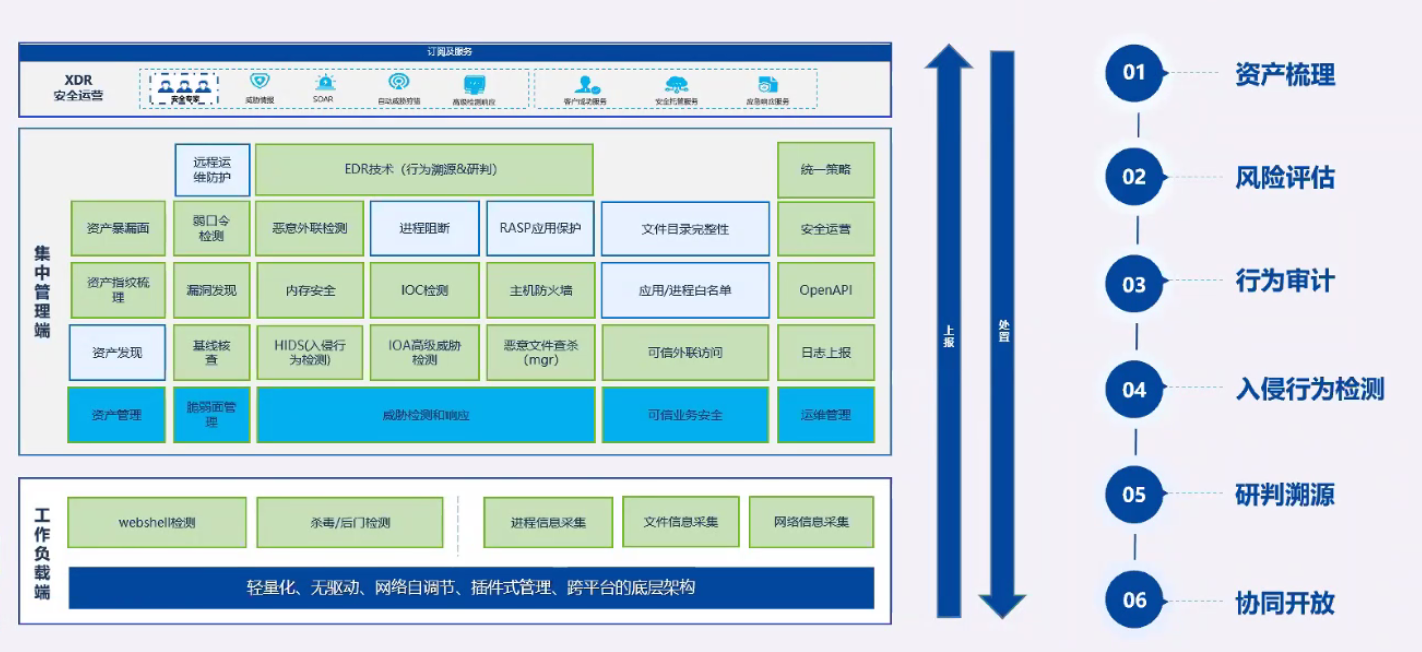 订阅及服务
XDR
安全运营
安全专家
威胁情报
SOAR
自动威胁狩猎
高级检测响应
客户成功服务
安全托管服务
应急响应服务
集中管理端
远程运
维防护
EDR技术（行为溯源&研判）
统一策略
资产暴漏面
弱口令
检测
恶意外联检测
进程阻断
RASP应用保护
文件目录完整性
安全运营
资产指纹梳
理
漏洞发现
内存安全
IOC检测
主机防火墙
应用/进程白名单
OpenAPI
资产发现
基线核
查
HIDS(入侵行
为检测)
IOA高级威胁
检测
恶意文件查杀
（mgr）
可信外联访问
日志上报
资产管理
脆弱面管
理
威胁检测和响应
可信业务安全
运维管理
工作负载端
webshell检测
杀毒/后门检测
进程信息采集
文件信息采集
网络信息采集
轻量化、无驱动、网络自调节、插件式管理、跨平台的底层架构
上报
处置
01 资产梳理
02 风险评估
03 行为审计
04 入侵行为检测
05 研判溯源
06 协同开放